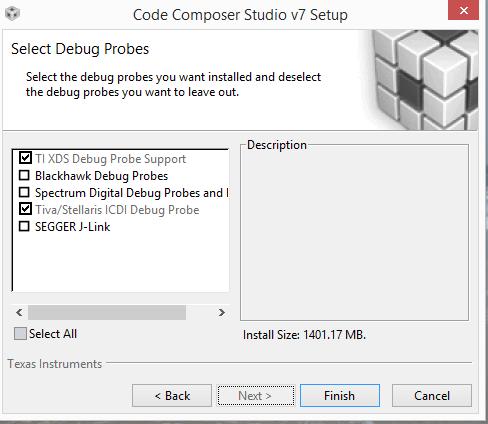 Code Composer Studio v7 Setup
Select Debug Probes
Select the debug probes you want installed and deselect
the debug probes you want to leave out.
TI XDS Debug Probe Support
Blackhawk Debug Probes
Spectrum Digital Debug Probes and
Tiva/Stellaris ICDI Debug Probe
SEGGER J-Link
Select All
Description
Install Size: 1401.17 MB.
Texas Instruments
< Back
Next >
Finish
Cancel